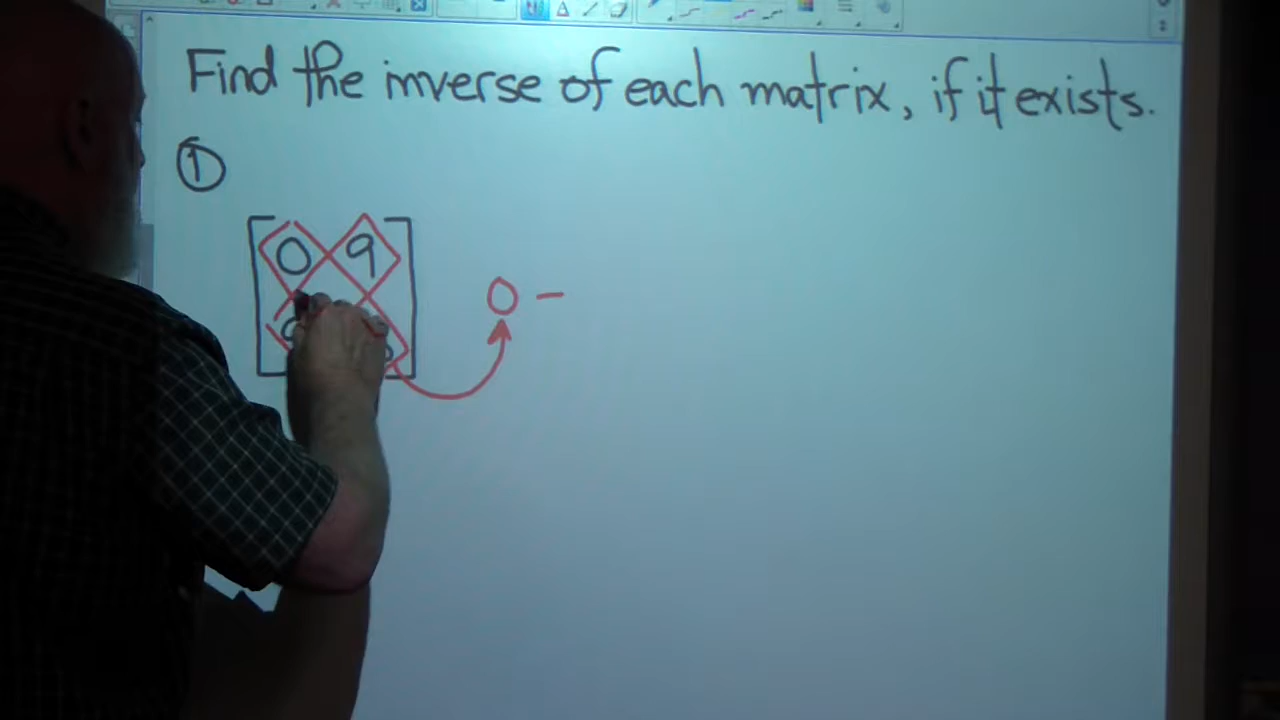 Find the inverse of each matrix, if it exists.
①
0 9
0 -